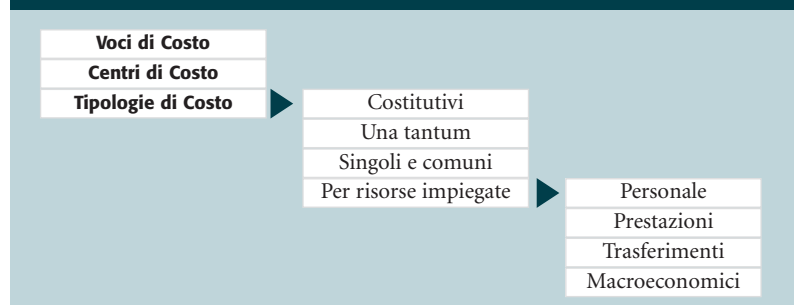 Voci di Costo
Centri di Costo
Tipologie di Costo
Costitutivi
Una tantum
Singoli e comuni
Per risorse impiegate
Personale
Prestazioni
Trasferimenti
Macroeconomici